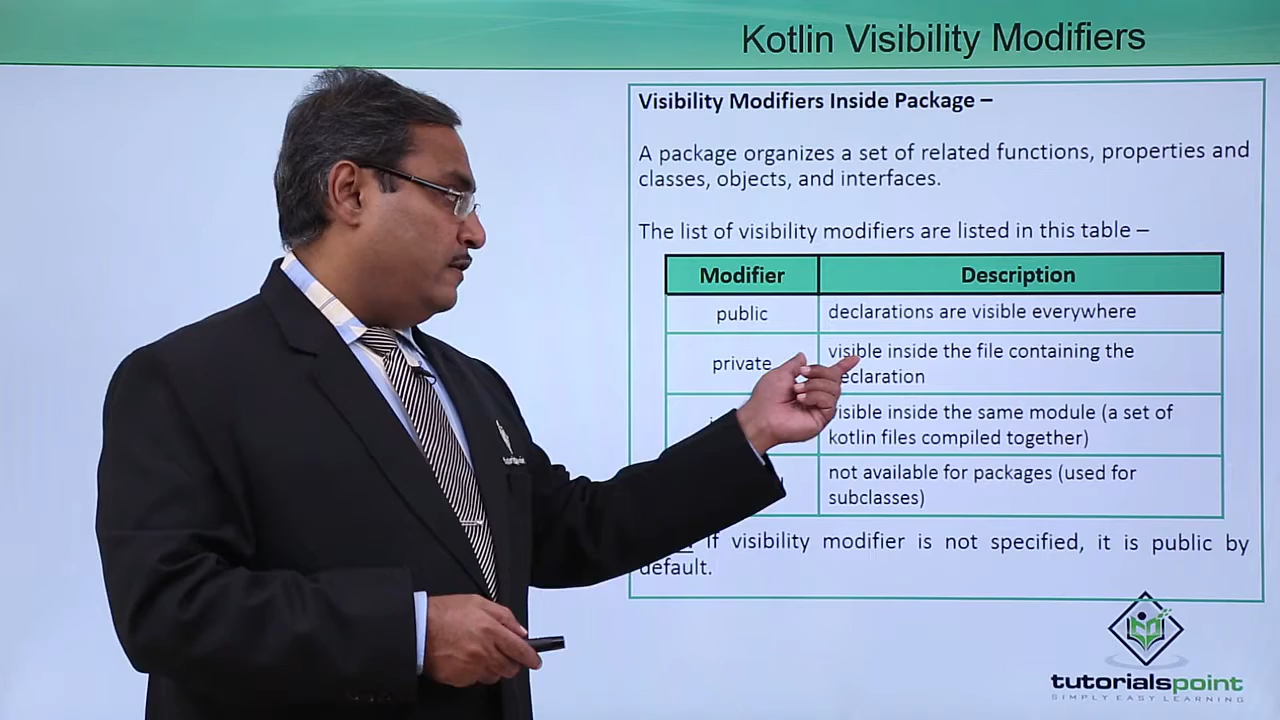 Kotlin Visibility Modifiers
Visibility Modifiers Inside Package –
A package organizes a set of related functions, properties and
classes, objects, and interfaces.
The list of visibility modifiers are listed in this table –
Modifier Description
public declarations are visible everywhere
private visible inside the file containing the
declaration
visible inside the same module (a set of
kotlin files compiled together)
not available for packages (used for
subclasses)
If visibility modifier is not specified, it is public by
default.
tutorialspoint
SIMPLY EASY LEARNING